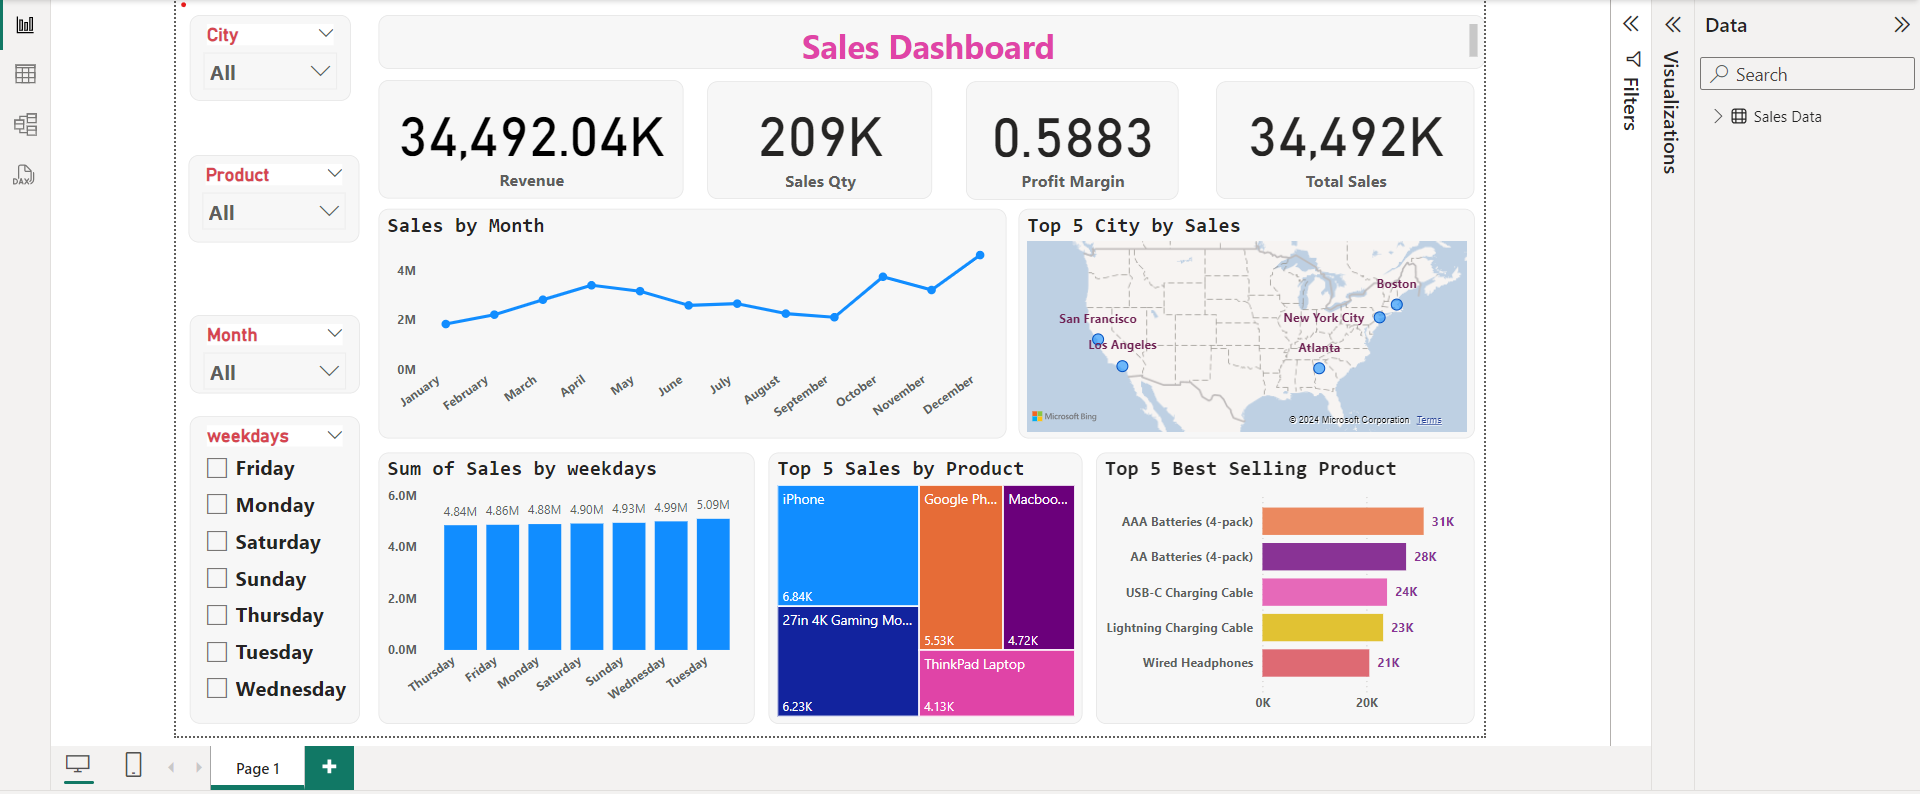 City
All
Product
All
Month
All
weekdays
Friday
Monday
Saturday
Sunday
Thursday
Tuesday
Wednesday
Sales Dashboard
34,492.04K
Revenue
209K
Sales Qty
0.5883
Profit Margin
34,492K
Total Sales
Sales by Month
4M
2M
0M
January
February
March
April
May
June
July
August
September
October
November
December
Top 5 City by Sales
Boston
San Francisco
New York City
Los Angeles
Atlanta
Microsoft Bing
© 2024 Microsoft Corporation Terms
Sum of Sales by weekdays
6.0M
4.0M
2.0M
0.0M
4.84M 4.86M 4.88M 4.90M 4.93M 4.99M 5.09M
Thursday
Friday
Monday
Saturday
Sunday
Wednesday
Tuesday
Top 5 Sales by Product
iPhone
6.84K
27in 4K Gaming Mo...
6.23K
Google Ph...
5.53K
Macboo...
4.72K
ThinkPad Laptop
4.13K
Top 5 Best Selling Product
AAA Batteries (4-pack) 31K
AA Batteries (4-pack) 28K
USB-C Charging Cable 24K
Lightning Charging Cable 23K
Wired Headphones 21K
0K 20K
Filters
Visualizations
Data
Search
Sales Data
DAX
Page 1